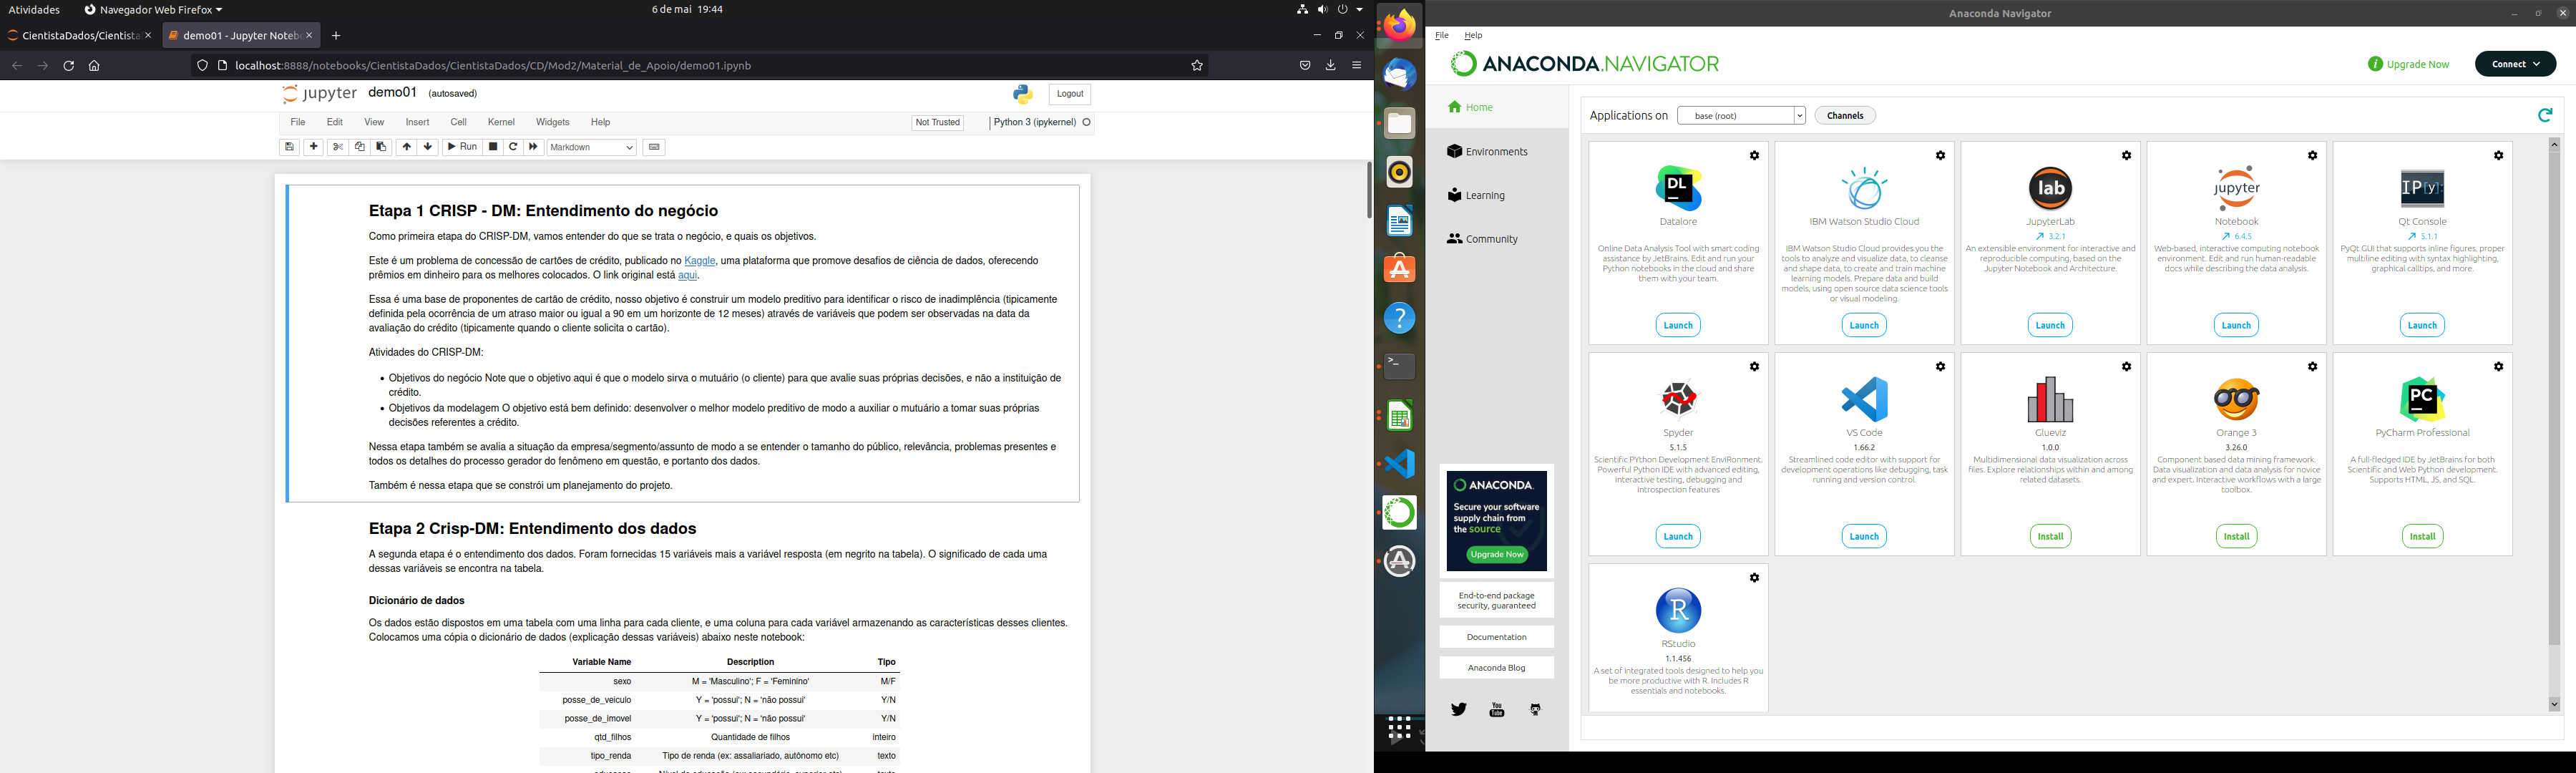 Atividades
Navegador Web Firefox
6 de mai 19:44
CientistaDados/Cientista
demo01 - Jupyter Noteb
localhost:8888/notebooks/CientistaDados/CientistaDados/CD/Mod2/Material_de_Apoio/demo01.ipynb
jupyter
demo01 (autosaved)
Logout
File Edit View Insert Cell Kernel Widgets Help
Not Trusted
Python 3 (ipykernel)
Run
Markdown
Etapa 1 CRISP - DM: Entendimento do negócio
Como primeira etapa do CRISP-DM, vamos entender do que se trata o negócio, e quais os objetivos.
Este é um problema de concessão de cartões de crédito, publicado no Kaggle, uma plataforma que promove desafios de ciência de dados, oferecendo
prêmios em dinheiro para os melhores colocados. O link original está aqui.
Essa é uma base de proponentes de cartão de crédito, nosso objetivo é construir um modelo preditivo para identificar o risco de inadimplência (tipicamente
definida pela ocorrência de um atraso maior ou igual a 90 em um horizonte de 12 meses) através de variáveis que podem ser observadas na data da
avaliação do crédito (tipicamente quando o cliente solicita o cartão).
Atividades do CRISP-DM:
• Objetivos do negócio Note que o objetivo aqui é que o modelo sirva o mutuário (o cliente) para que avalie suas próprias decisões, e não a instituição de
crédito.
• Objetivos da modelagem O objetivo está bem definido: desenvolver o melhor modelo preditivo de modo a auxiliar o mutuário a tomar suas próprias
decisões referentes a crédito.
Nessa etapa também se avalia a situação da empresa/segmento/assunto de modo a se entender o tamanho do público, relevância, problemas presentes e
todos os detalhes do processo gerador do fenômeno em questão, e portanto dos dados.
Também é nessa etapa que se constrói um planejamento do projeto.
Etapa 2 Crisp-DM: Entendimento dos dados
A segunda etapa é o entendimento dos dados. Foram fornecidas 15 variáveis mais a variável resposta (em negrito na tabela). O significado de cada uma
dessas variáveis se encontra na tabela.
Dicionário de dados
Os dados estão dispostos em uma tabela com uma linha para cada cliente, e uma coluna para cada variável armazenando as características desses clientes.
Colocamos uma cópia o dicionário de dados (explicação dessas variáveis) abaixo neste notebook:
Variable Name Description Tipo
sexo M = 'Masculino'; F = 'Feminino' M/F
posse_de_veiculo Y = 'possui'; N = 'não possui' Y/N
posse_de_imovel Y = 'possui'; N = 'não possui' Y/N
qtd_filhos Quantidade de filhos inteiro
tipo_renda Tipo de renda (ex: assaliariado, autônomo etc) texto
Anaconda Navigator
File Help
ANACONDA.NAVIGATOR
Upgrade Now
Connect
Home
Environments
Learning
Community
ANACONDA.
Secure your software
supply chain from
the source
Upgrade Now
End-to-end package
security, guaranteed
Documentation
Anaconda Blog
You
Tube
Applications on
base (root)
Channels
DL
Datalore
Online Data Analysis Tool with smart coding
assistance by JetBrains. Edit and run your
Python notebooks in the cloud and share
them with your team.
Launch
IBM Watson Studio Cloud
IBM Watson Studio Cloud provides you the
tools to analyze and visualize data, to cleanse
and shape data, to create and train machine
learning models. Prepare data and build
models, using open source data science tools
or visual modeling.
Launch
lab
JupyterLab
3.2.1
An extensible environment for interactive and
reproducible computing, based on the
Jupyter Notebook and Architecture.
Launch
jupyter
Notebook
6.4.5
Web-based, interactive computing notebook
environment. Edit and run human-readable
docs while describing the data analysis.
Launch
IP[y]:
Qt Console
5.1.1
PyQt GUI that supports inline figures, proper
multiline editing with syntax highlighting,
graphical calltips, and more.
Launch
Spyder
5.1.5
Scientific PYthon Development EnviRonment.
Powerful Python IDE with advanced editing,
interactive testing, debugging and
introspection features
Launch
VS Code
1.66.2
Streamlined code editor with support for
development operations like debugging, task
running and version control.
Launch
Glueviz
1.0.0
Multidimensional data visualization across
files. Explore relationships within and among
related datasets.
Install
Orange 3
3.26.0
Component based data mining framework.
Data visualization and data analysis for novice
and expert. Interactive workflows with a large
toolbox.
Install
PC
PyCharm Professional
A full-fledged IDE by JetBrains for both
Scientific and Web Python development.
Supports HTML, JS, and SQL.
Install
R
RStudio
1.1.456
A set of integrated tools designed to help you
be more productive with R. Includes R
essentials and notebooks.